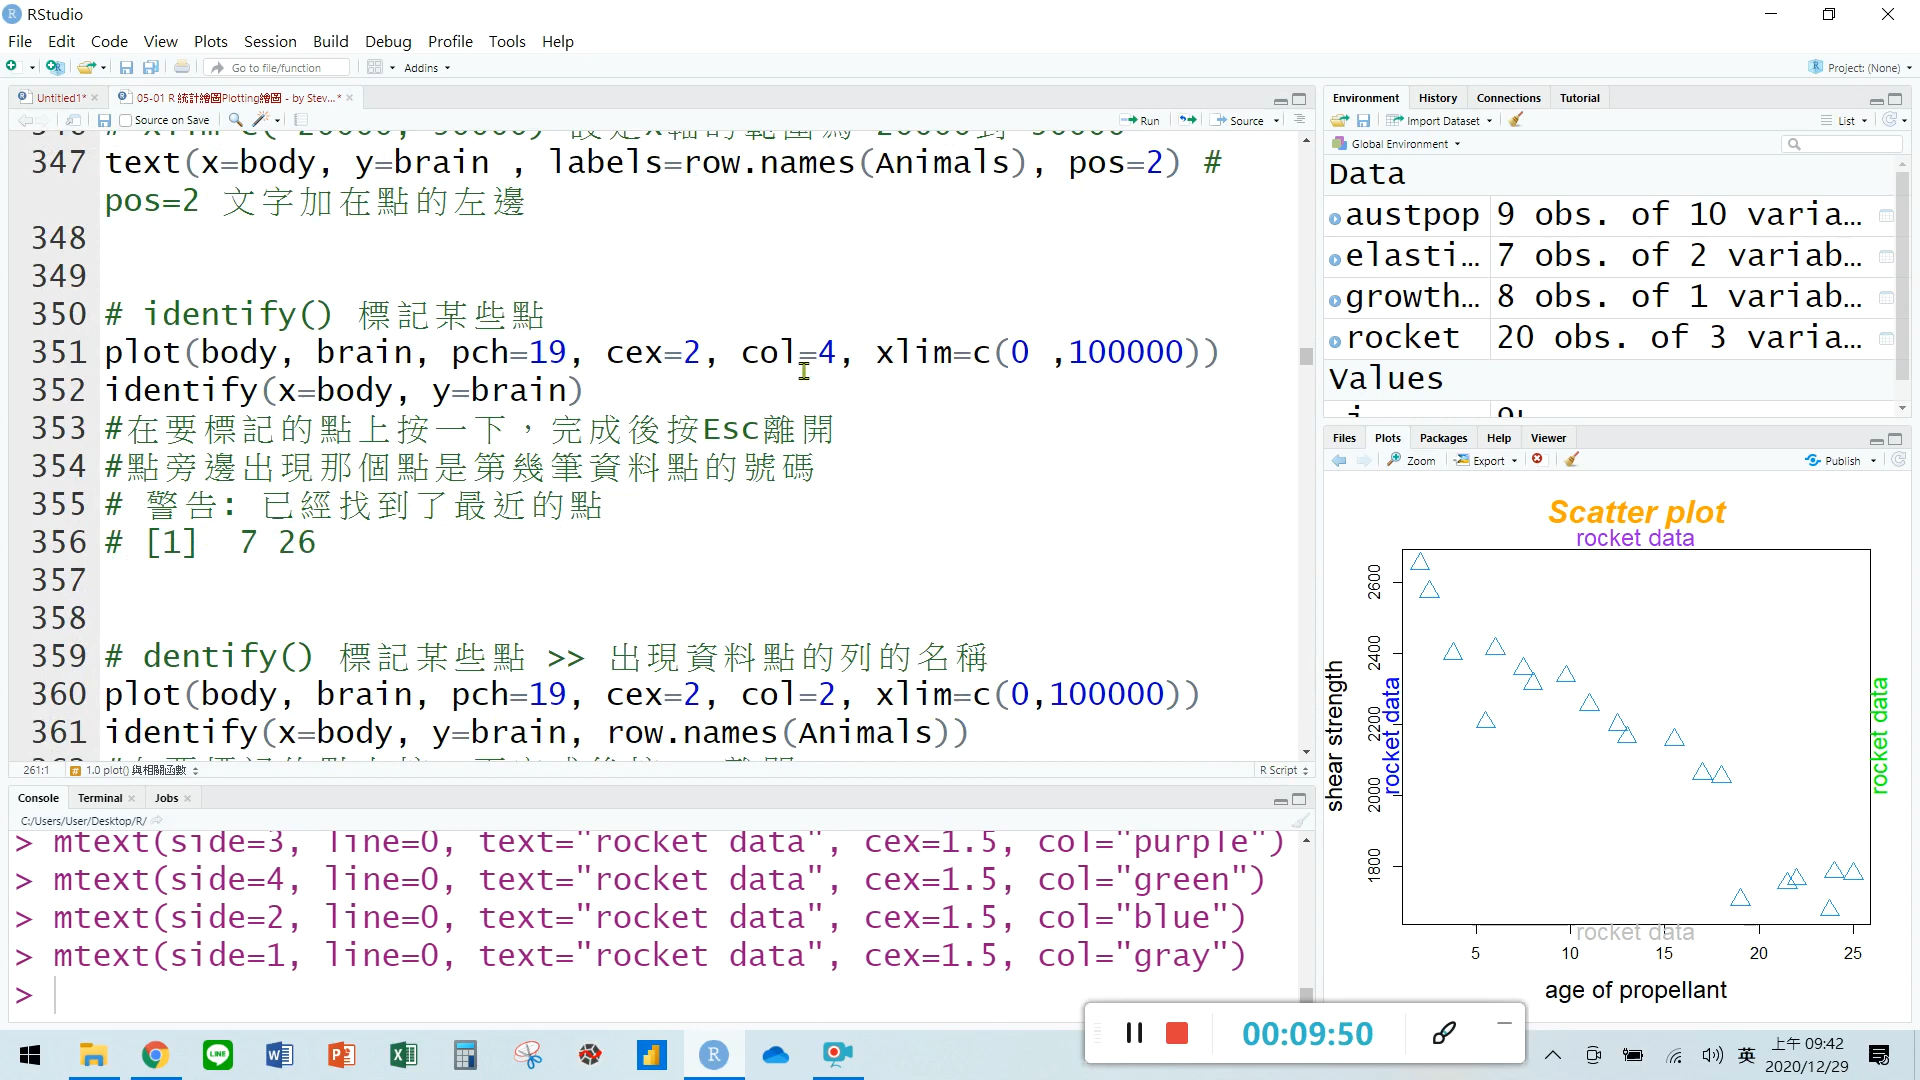 RStudio
File Edit Code View Plots Session Build Debug Profile Tools Help
Go to file/function Addins Project: (None)
Untitled1* 05-01 R 統計繪圖Plotting繪圖 - by Stev...*
Source on Save Run Source
347 text(x=body, y=brain , labels=row.names(Animals), pos=2) #
pos=2 文字加在點的左邊
348
349
350 # identify() 標記某些點
351 plot(body, brain, pch=19, cex=2, col=4, xlim=c(0 ,100000))
352 identify(x=body, y=brain)
353 #在要標記的點上按一下，完成後按Esc離開
354 #點旁邊出現那個點是第幾筆資料點的號碼
355 # 警告: 已經找到了最近的點
356 # [1]  7 26
357
358
359 # dentify() 標記某些點 >> 出現資料點的列的名稱
360 plot(body, brain, pch=19, cex=2, col=2, xlim=c(0,100000))
361 identify(x=body, y=brain, row.names(Animals))
261:1 1.0 plot()與相關函數 R Script
Console Terminal Jobs
C:/Users/User/Desktop/R/
> mtext(side=3, line=0, text="rocket data", cex=1.5, col="purple")
> mtext(side=4, line=0, text="rocket data", cex=1.5, col="green")
> mtext(side=2, line=0, text="rocket data", cex=1.5, col="blue")
> mtext(side=1, line=0, text="rocket data", cex=1.5, col="gray")
>
Environment History Connections Tutorial
Import Dataset List
Global Environment
Data
austpop 9 obs. of 10 varia...
elasti... 7 obs. of 2 variab...
growth... 8 obs. of 1 variab...
rocket 20 obs. of 3 varia...
Values
Files Plots Packages Help Viewer
Zoom Export Publish
Scatter plot
rocket data
shear strength
rocket data
1800 2000 2200 2400 2600
rocket data
rocket data
5 10 15 20 25
age of propellant
00:09:50
英
上午 09:42
2020/12/29